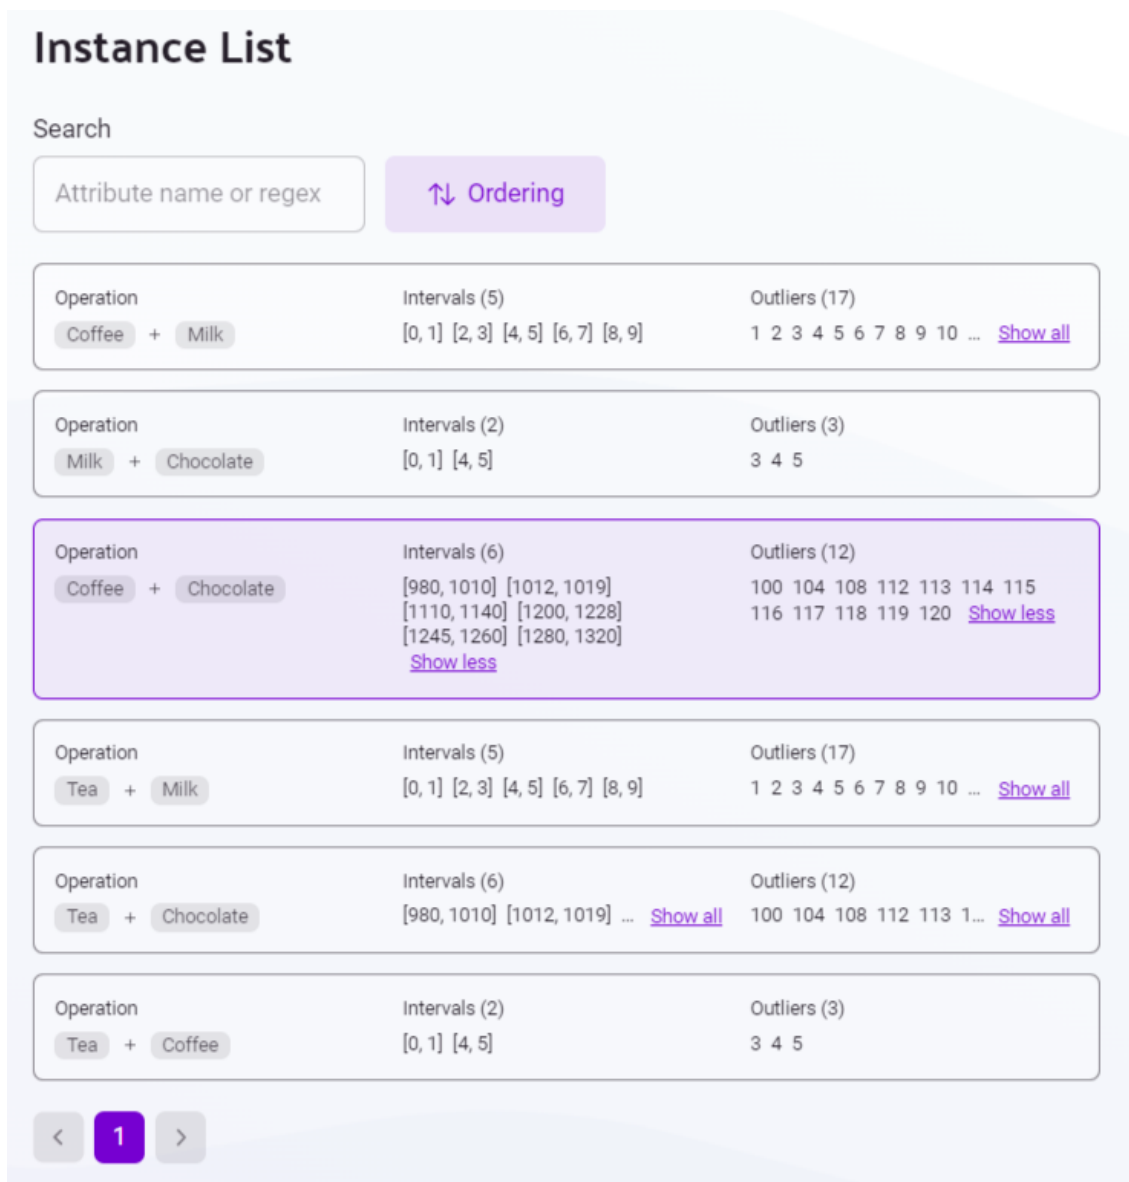 Instance List
Search
Attribute name or regex
Ordering
Operation Intervals (5) Outliers (17)
Coffee + Milk [0, 1] [2, 3] [4, 5] [6, 7] [8, 9] 1 2 3 4 5 6 7 8 9 10 ... Show all
Operation Intervals (2) Outliers (3)
Milk + Chocolate [0, 1] [4, 5] 3 4 5
Operation Intervals (6) Outliers (12)
Coffee + Chocolate [980, 1010] [1012, 1019] 100 104 108 112 113 114 115
[1110, 1140] [1200, 1228] 116 117 118 119 120 Show less
[1245, 1260] [1280, 1320]
Show less
Operation Intervals (5) Outliers (17)
Tea + Milk [0, 1] [2, 3] [4, 5] [6, 7] [8, 9] 1 2 3 4 5 6 7 8 9 10 ... Show all
Operation Intervals (6) Outliers (12)
Tea + Chocolate [980, 1010] [1012, 1019] ... Show all 100 104 108 112 113 1... Show all
Operation Intervals (2) Outliers (3)
Tea + Coffee [0, 1] [4, 5] 3 4 5
< 1 >